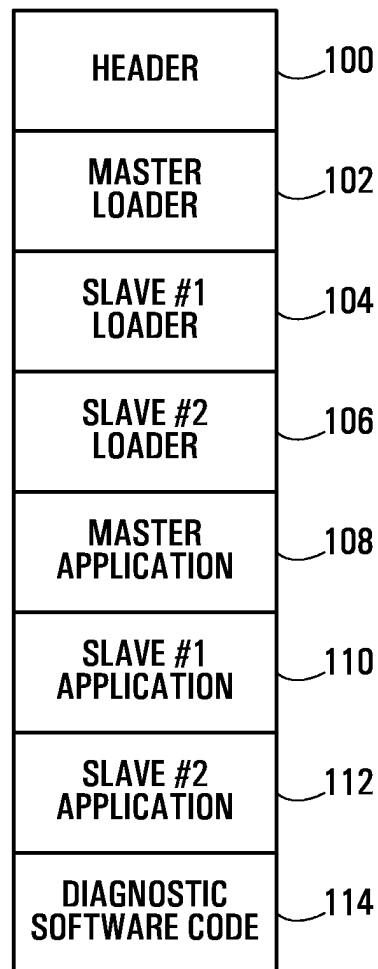 HEADER
100
MASTER
LOADER
102
SLAVE #1
LOADER
104
SLAVE #2
LOADER
106
MASTER
APPLICATION
108
SLAVE #1
APPLICATION
110
SLAVE #2
APPLICATION
112
DIAGNOSTIC
SOFTWARE CODE
114